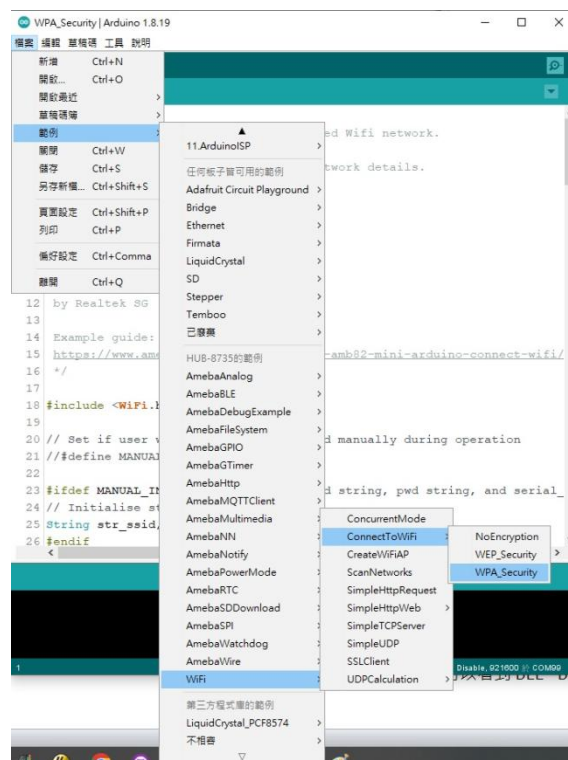 WPA_Security | Arduino 1.8.19
檔案 編輯 草稿碼 工具 說明
新增 Ctrl+N
開啟... Ctrl+O
開啟最近
草稿碼簿
範例
關閉 Ctrl+W
儲存 Ctrl+S
另存新檔... Ctrl+Shift+S
頁面設定 Ctrl+Shift+P
列印 Ctrl+P
偏好設定 Ctrl+Comma
離開 Ctrl+Q
11.ArduinoISP
任何板子皆可用的範例
Adafruit Circuit Playground
Bridge
Ethernet
Firmata
LiquidCrystal
SD
Stepper
Temboo
已廢棄
HUB-8735的範例
AmebaAnalog
AmebaBLE
AmebaDebugExample
AmebaFileSystem
AmebaGPIO
AmebaGTimer
AmebaHttp
AmebaMQTTClient
AmebaMultimedia
AmebaNN
AmebaNotify
AmebaPowerMode
AmebaRTC
AmebaSDDownload
AmebaSPI
AmebaWatchdog
AmebaWire
WiFi
第三方程式庫的範例
LiquidCrystal_PCF8574
不相容
ConcurrentMode
ConnectToWiFi
CreateWiFiAP
ScanNetworks
SimpleHttpRequest
SimpleHttpWeb
SimpleTCPServer
SimpleUDP
SSLClient
UDPCalculation
NoEncryption
WEP_Security
WPA_Security
ed Wifi network.
twork details.
12 by Realtek SG
13
14 Example guide:
15 https://www.ame -amb82-mini-arduino-connect-wifi/
16 */
17
18 #include <WiFi.h
19
20 // Set if user w d manually during operation
21 //#define MANUAL
22
23 #ifdef MANUAL_IN d string, pwd string, and serial_
24 // Initialise st
25 String str_ssid,
26 #endif
1 Disable, 921600 於 COM99